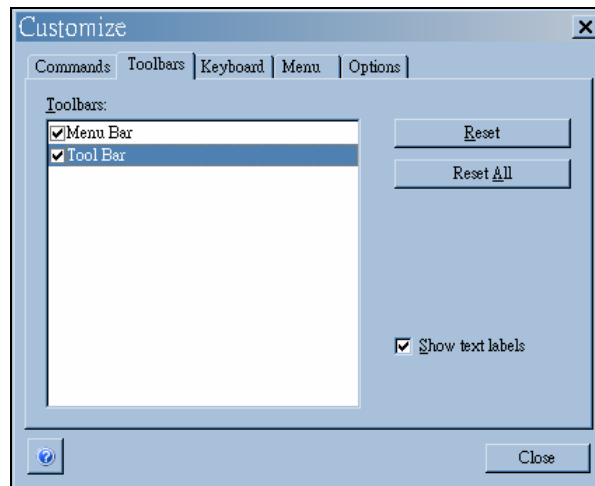 Customize
Commands Toolbars Keyboard Menu Options
Toolbars:
Menu Bar
Tool Bar
Reset
Reset All
Show text labels
Close